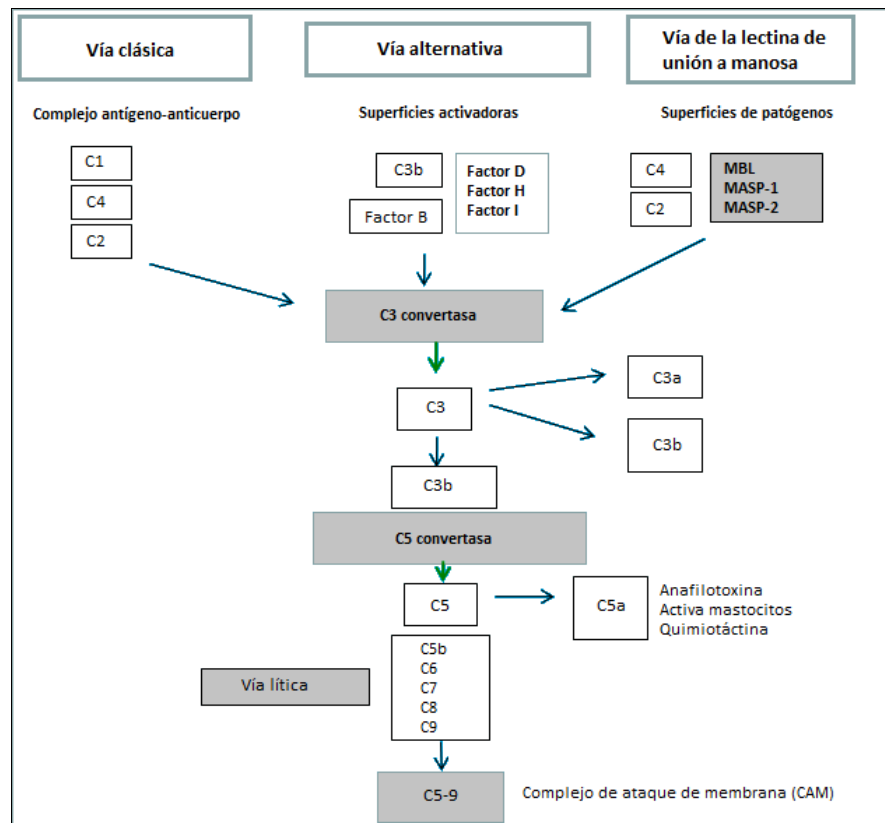 Vía clásica
Vía alternativa
Vía de la lectina de
unión a manosa
Complejo antígeno-anticuerpo
Superficies activadoras
Superficies de patógenos
C1
C4
C2
C3b
Factor B
Factor D
Factor H
Factor I
C4
C2
MBL
MASP-1
MASP-2
C3 convertasa
C3
C3a
C3b
C3b
C5 convertasa
C5
C5a
Anafilotoxina
Activa mastocitos
Quimiotáctina
Vía lítica
C5b
C6
C7
C8
C9
C5-9
Complejo de ataque de membrana (CAM)